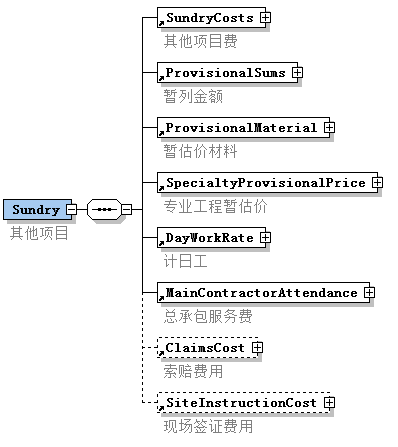 SundryCosts
其他项目费
ProvisionalSums
暂列金额
ProvisionalMaterial
暂估价材料
SpecialtyProvisionalPrice
专业工程暂估价
Sundry
其他项目
DayWorkRate
计日工
MainContractorAttendance
总承包服务费
ClaimsCost
索赔费用
SiteInstructionCost
现场签证费用